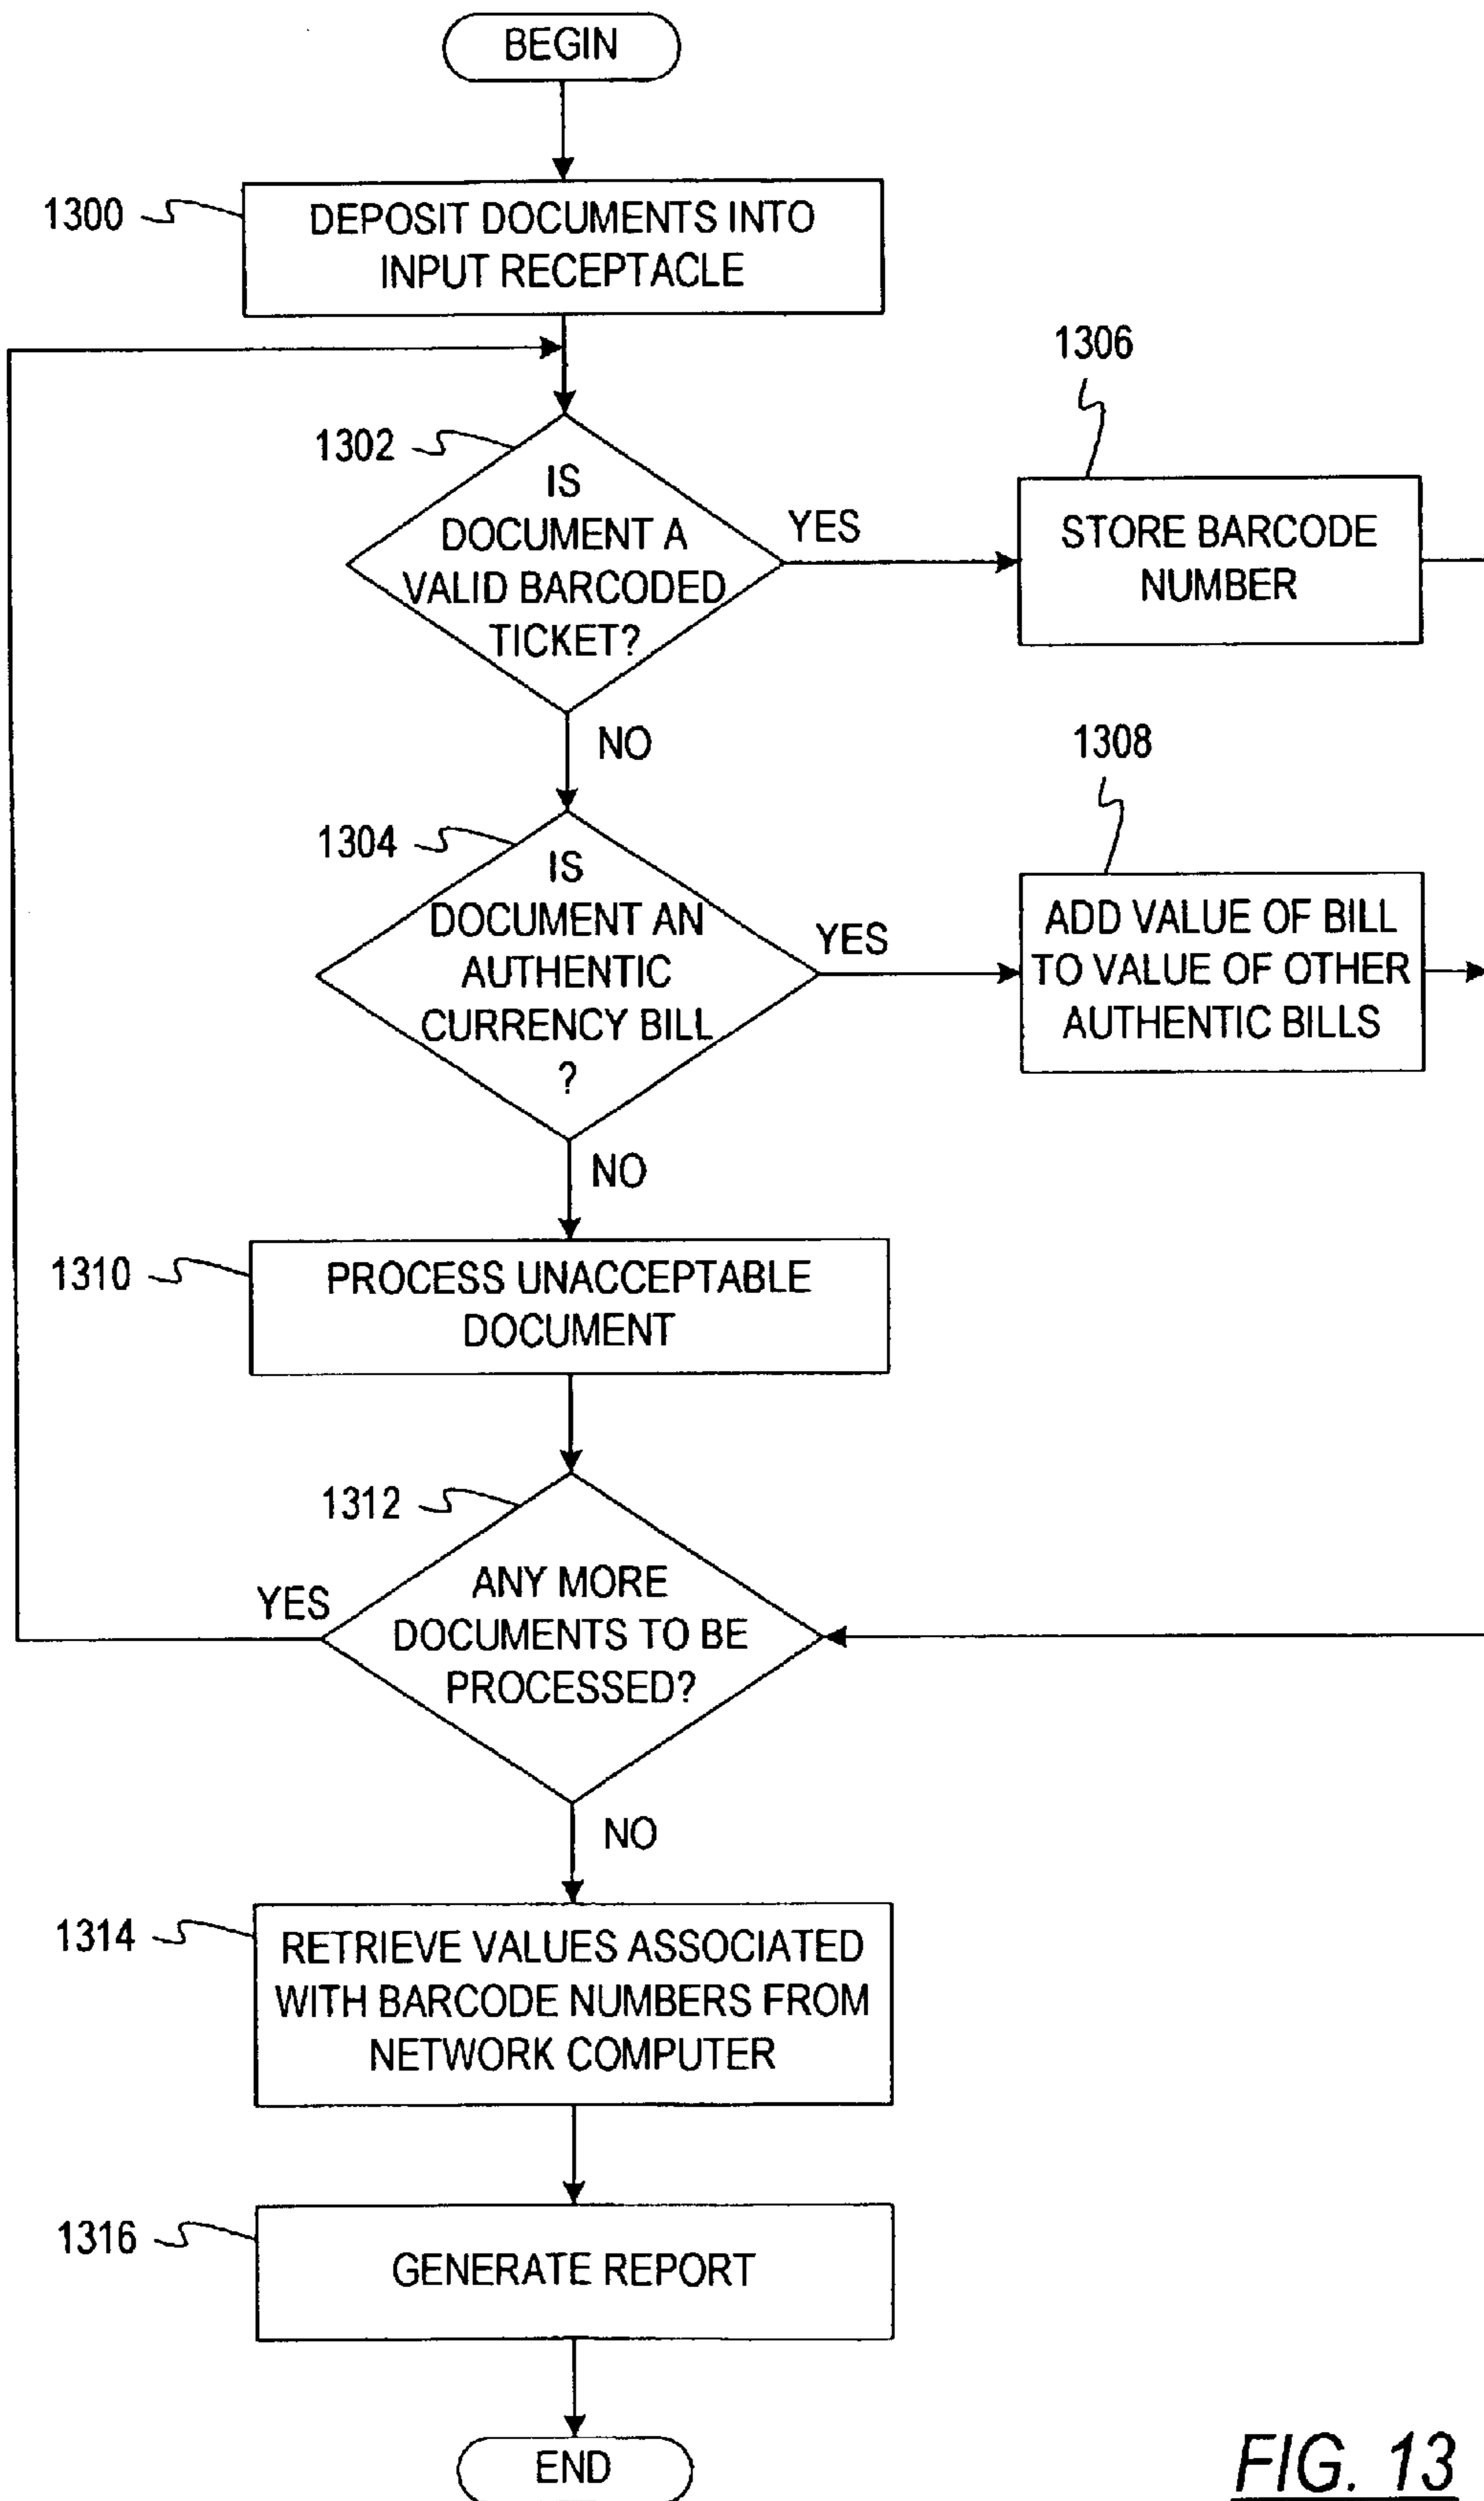 BEGIN
1300
DEPOSIT DOCUMENTS INTO
INPUT RECEPTACLE
1302
IS
DOCUMENT A
VALID BARCODED
TICKET?
YES
1306
STORE BARCODE
NUMBER
NO
1304
IS
DOCUMENT AN
AUTHENTIC
CURRENCY BILL
?
YES
1308
ADD VALUE OF BILL
TO VALUE OF OTHER
AUTHENTIC BILLS
NO
1310
PROCESS UNACCEPTABLE
DOCUMENT
1312
ANY MORE
DOCUMENTS TO BE
PROCESSED?
YES
NO
1314
RETRIEVE VALUES ASSOCIATED
WITH BARCODE NUMBERS FROM
NETWORK COMPUTER
1316
GENERATE REPORT
END
FIG. 13